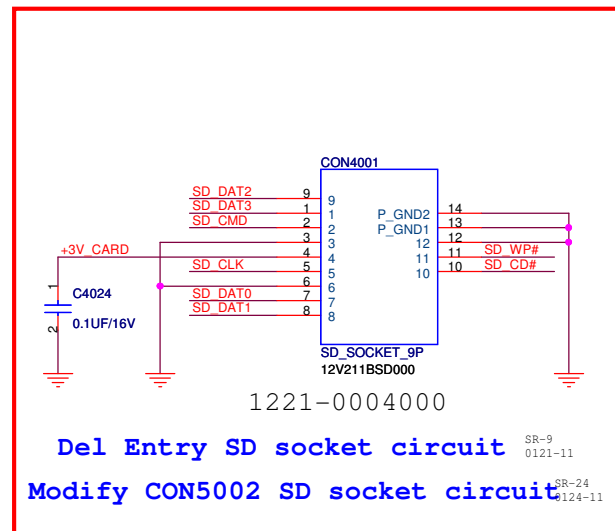 CON4001
SD_DAT2 9 9
SD_DAT3 1 1 P_GND2 14
SD_CMD 2 2 P_GND1 13
3 3 12 12
+3V_CARD 4 4 11 11 SD_WP#
SD_CLK 5 5 10 10 SD_CD#
6 6
SD_DAT0 7 7
SD_DAT1 8 8
1
C4024
0.1UF/16V
2
SD_SOCKET_9P
12V211BSD000
1221-0004000
Del Entry SD socket circuit SR-9
0121-11
Modify CON5002 SD socket circuit SR-24
0124-11